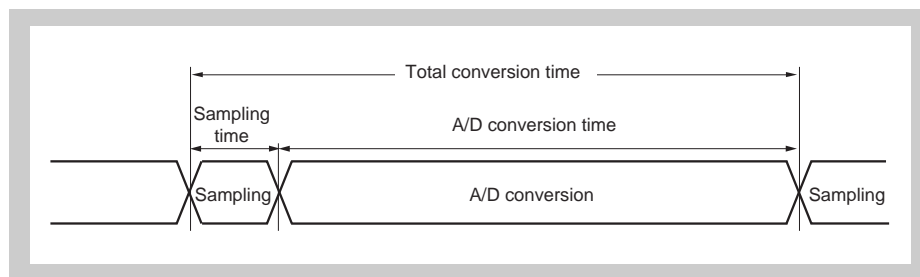 Total conversion time
Sampling
time
A/D conversion time
Sampling
A/D conversion
Sampling